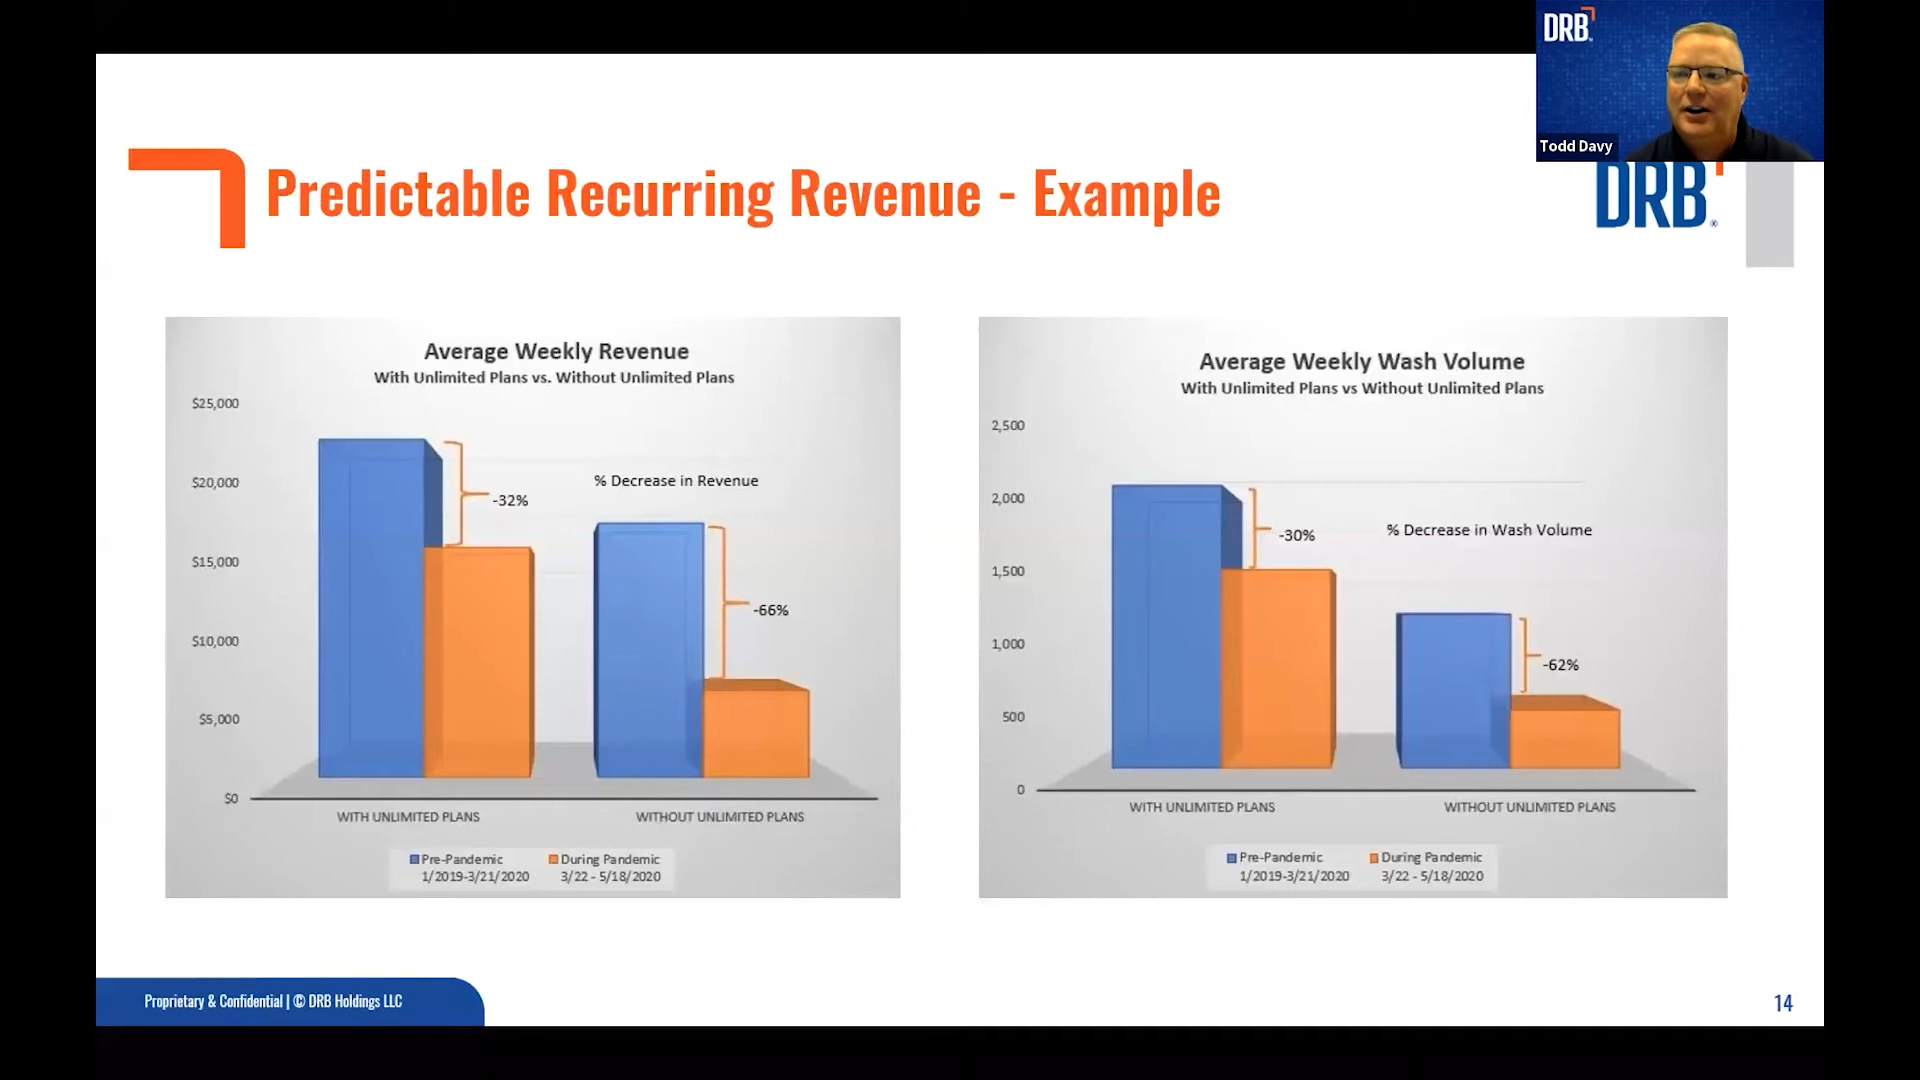 DRB
Todd Davy
Predictable Recurring Revenue - Example
DRB®
Average Weekly Revenue
With Unlimited Plans vs. Without Unlimited Plans
$25,000
$20,000
$15,000
$10,000
$5,000
$0
-32%
% Decrease in Revenue
-66%
WITH UNLIMITED PLANS
WITHOUT UNLIMITED PLANS
Pre-Pandemic
1/2019-3/21/2020
During Pandemic
3/22 - 5/18/2020
Average Weekly Wash Volume
With Unlimited Plans vs Without Unlimited Plans
2,500
2,000
1,500
1,000
500
0
-30%
% Decrease in Wash Volume
-62%
WITH UNLIMITED PLANS
WITHOUT UNLIMITED PLANS
Pre-Pandemic
1/2019-3/21/2020
During Pandemic
3/22 - 5/18/2020
Proprietary & Confidential | © DRB Holdings LLC
14